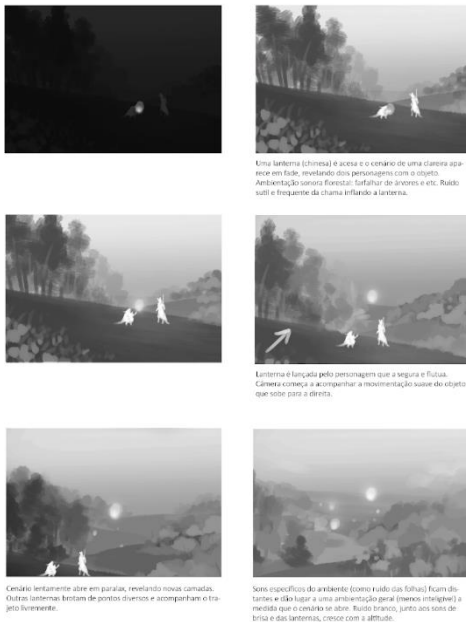 Uma lanterna (chinesa) é acesa e o cenário de uma clareira apa-
rece em fade, revelando dois personagens com o objeto.
Ambientação sonora florestal: farfalhar de árvores e etc. Ruído
sutil e frequente da chama inflando a lanterna.
Lanterna é lançada pelo personagem que a segura e flutua.
Câmera começa a acompanhar a movimentação suave do objeto
que sobe para a direita.
Cenário lentamente abre em paralax, revelando novas camadas.
Outras lanternas brotam de pontos diversos e acompanham o tra-
jeto livremente.
Sons específicos do ambiente (como ruído das folhas) ficam dis-
tantes e dão lugar a uma ambientação geral (menos inteligível) a
medida que o cenário se abre. Ruído branco, junto aos sons de
brisa e das lanternas, cresce com a altitude.